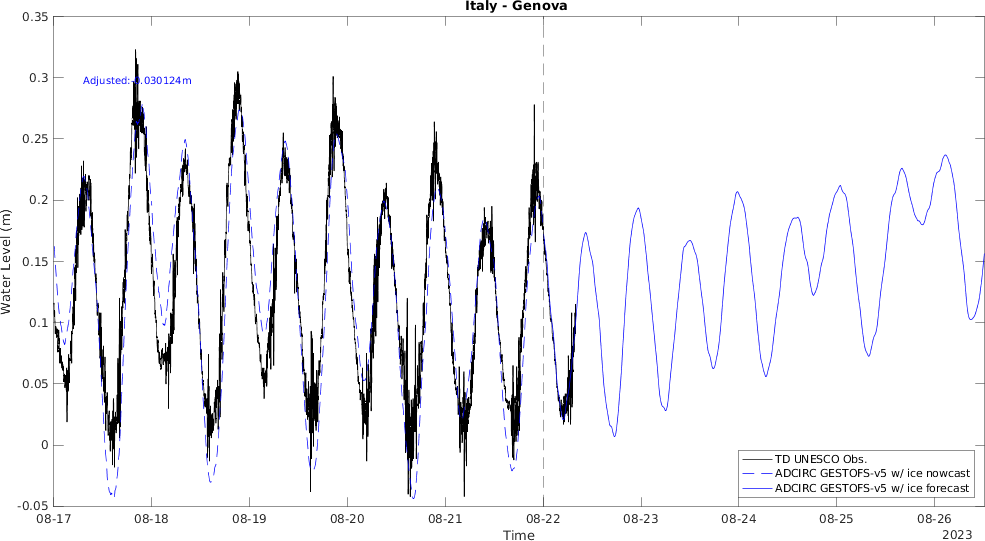 Italy - Genova
0.35
0.3
0.25
0.2
0.15
0.1
0.05
0
-0.05
Water Level (m)
Adjusted: 0.030124m
TD UNESCO Obs.
ADCIRC GESTOFS-v5 w/ ice nowcast
ADCIRC GESTOFS-v5 w/ ice forecast
08-17 08-18 08-19 08-20 08-21 08-22 08-23 08-24 08-25 08-26
Time
2023